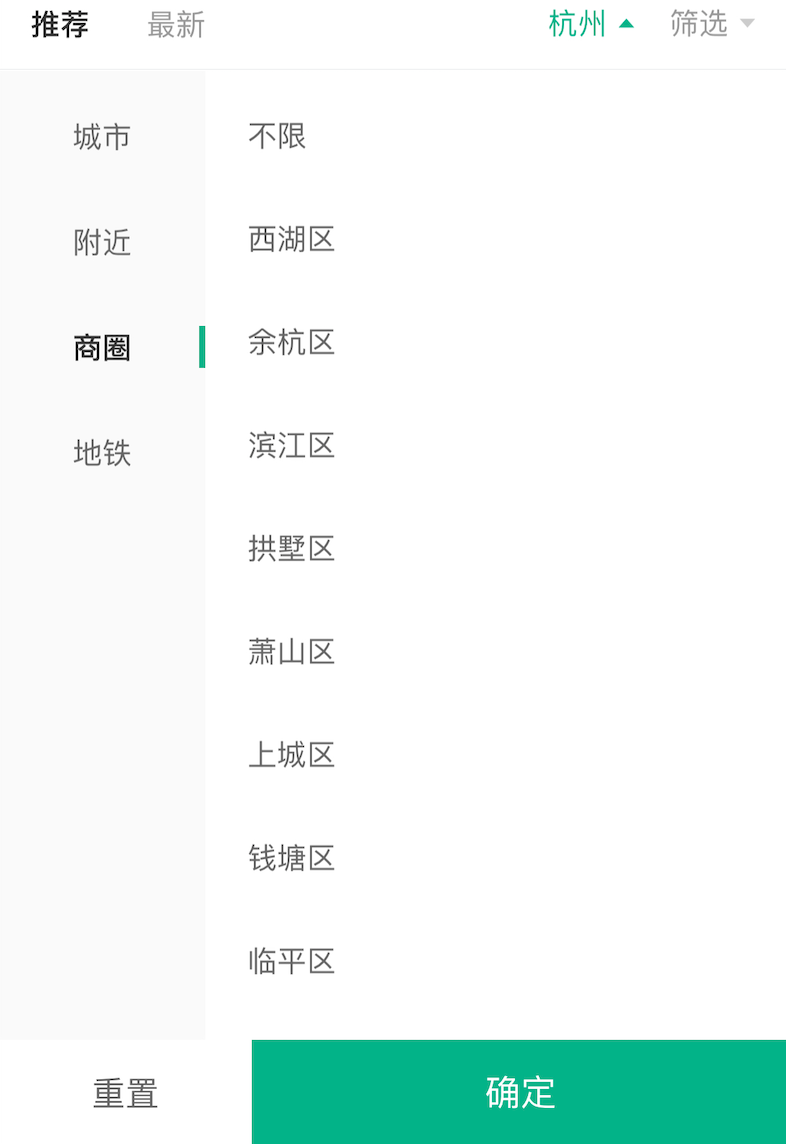 推荐 最新 杭州 筛选
城市
附近
商圈
地铁
不限
西湖区
余杭区
滨江区
拱墅区
萧山区
上城区
钱塘区
临平区
重置 确定